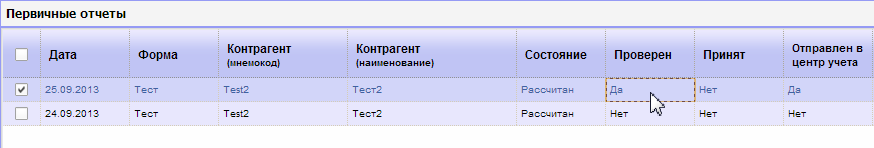 Первичные отчеты
Дата Форма Контрагент (мнемокод) Контрагент (наименование) Состояние Проверен Принят Отправлен в центр учета
25.09.2013 Тест Test2 Тест2 Рассчитан Да Нет Да
24.09.2013 Тест Test2 Тест2 Рассчитан Нет Нет Нет